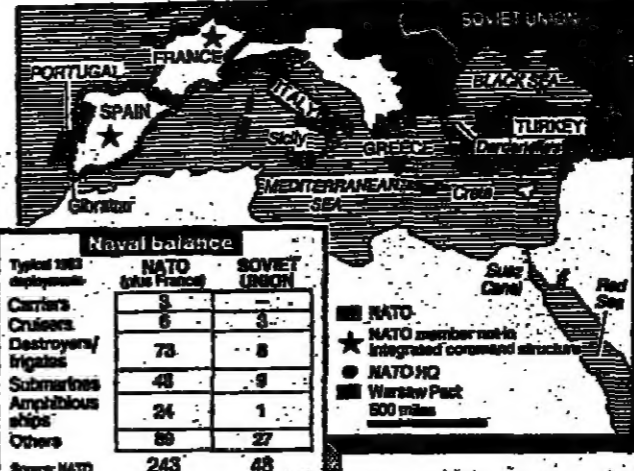 SOVIET UNION
FRANCE
PORTUGAL
BLACK SEA
ITALY
SPAIN
TURKEY
Sicily
GREECE
Dardanelles
MEDITERRANEAN
SEA
Crete
Gibraltar
Suez
Canal
Red
Sea
Naval balance
Typical 1983
deployments
NATO
(plus France)
SOVIET
UNION
Carriers 3 —
Cruisers 6 3
Destroyers/
frigates 73 8
Submarines 48 9
Amphibious
ships 24 1
Others 89 27
Source: NATO 243 48
NATO
NATO member not in
integrated command structure
NATO HQ
Warsaw Pact
500 miles